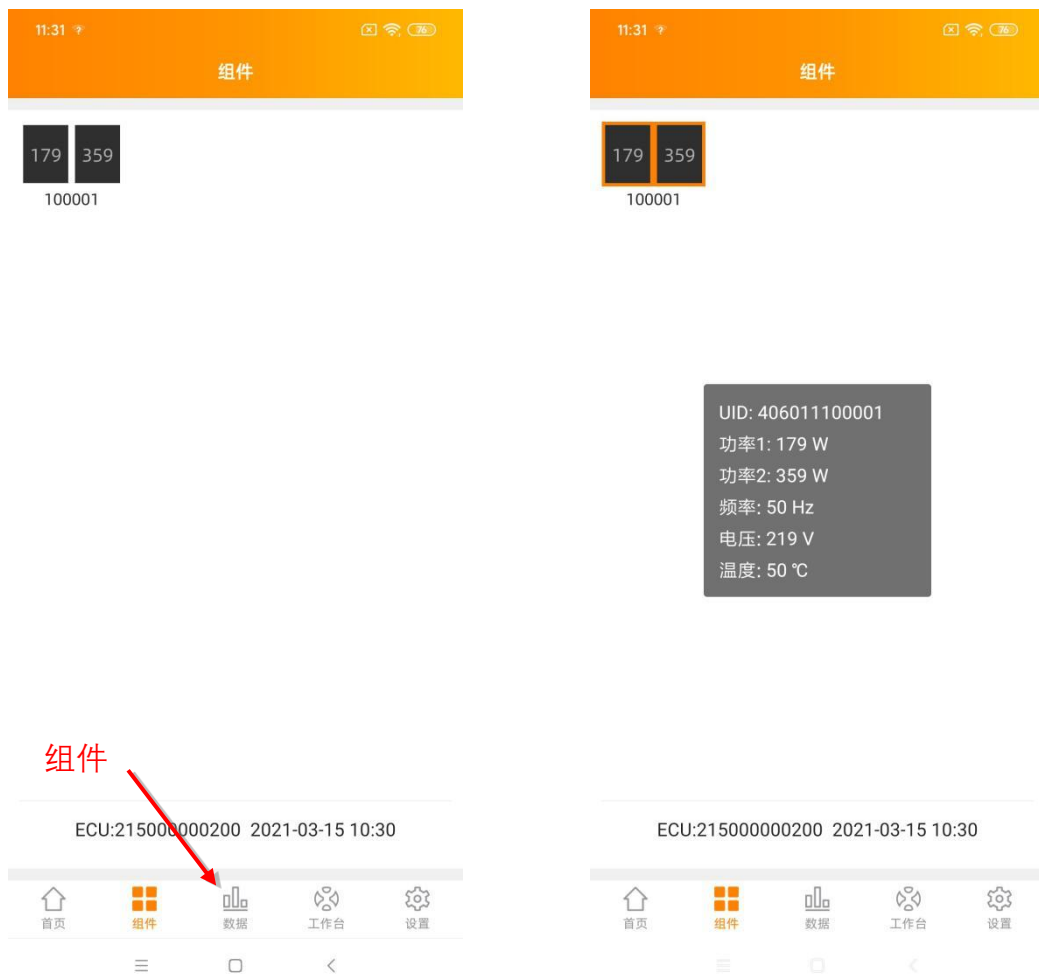 11:31
76
组件
179 359
100001
组件
ECU:215000000200 2021-03-15 10:30
首页 组件 数据 工作台 设置
11:31
76
组件
179 359
100001
UID: 406011100001
功率1: 179 W
功率2: 359 W
频率: 50 Hz
电压: 219 V
温度: 50 ℃
ECU:215000000200 2021-03-15 10:30
首页 组件 数据 工作台 设置